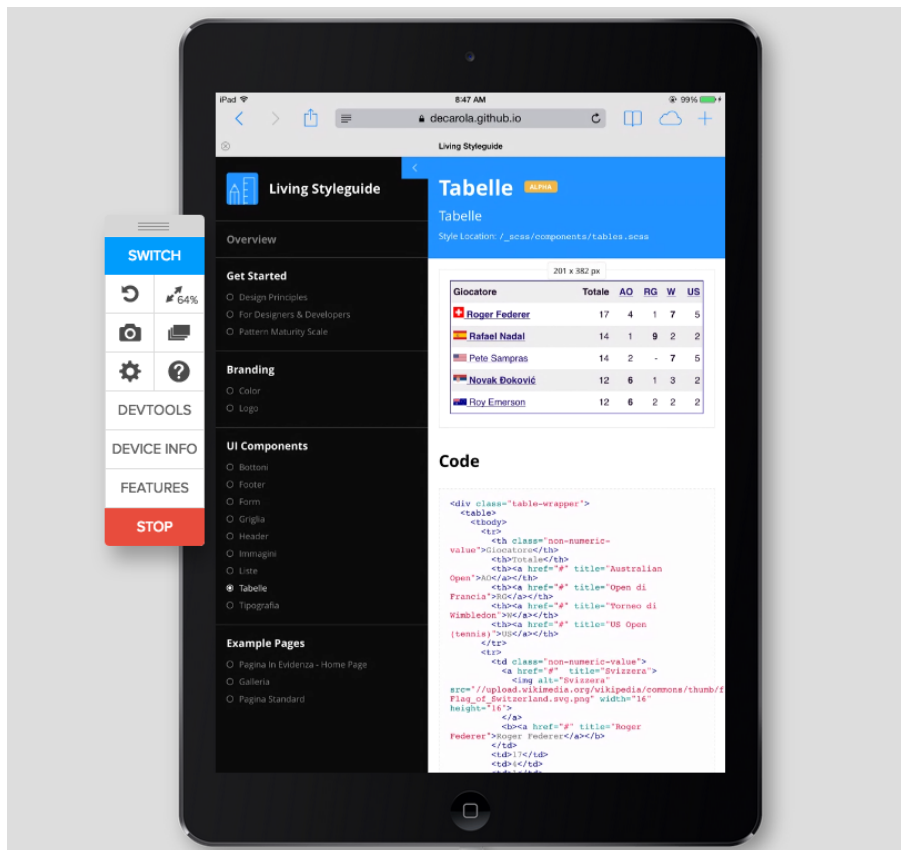 iPad
8:47 AM
99%
decarola.github.io
Living Styleguide
SWITCH
64%
DEVTOOLS
DEVICE INFO
FEATURES
STOP
Living Styleguide
Overview
Get Started
Design Principles
For Designers & Developers
Pattern Maturity Scale
Branding
Color
Logo
UI Components
Bottoni
Footer
Form
Griglia
Header
Immagini
Liste
Tabelle
Tipografia
Example Pages
Pagina In Evidenza - Home Page
Galleria
Pagina Standard
Tabelle ALPHA
Tabelle
Style Location: /_scss/components/tables.scss
201 x 382 px
Giocatore Totale AO RG W US
Roger Federer 17 4 1 7 5
Rafael Nadal 14 1 9 2 2
Pete Sampras 14 2 - 7 5
Novak Đoković 12 6 1 3 2
Roy Emerson 12 6 2 2 2
Code
<div class="table-wrapper">
<table>
<tbody>
<tr>
<th class="non-numeric-
value">Giocatore</th>
<th>Totale</th>
<th><a href="#" title="Australian
Open">AO</a></th>
<th><a href="#" title="Open di
Francia">RG</a></th>
<th><a href="#" title="Torneo di
Wimbledon">W</a></th>
<th><a href="#" title="US Open
(tennis)">US</a></th>
</tr>
<tr>
<td class="non-numeric-value">
<a href="#" title="Svizzera">
<img alt="Svizzera"
src="//upload.wikimedia.org/wikipedia/commons/thumb/f
Flag_of_Switzerland.svg.png" width="16"
height="16">
</a>
<b><a href="#" title="Roger
Federer">Roger Federer</a></b>
</td>
<td>17</td>
<td>4</td>